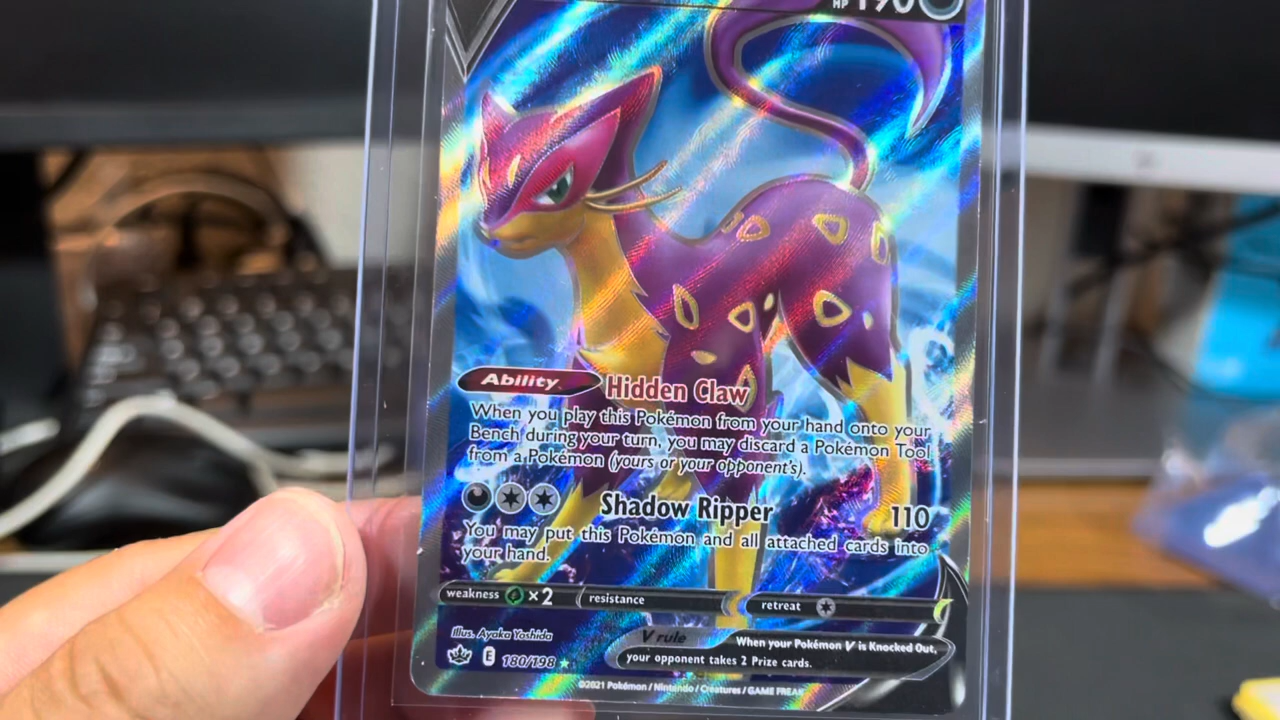 HP 190
Ability
Hidden Claw
When you play this Pokémon from your hand onto your
Bench during your turn, you may discard a Pokémon Tool
from a Pokémon (yours or your opponent's).
Shadow Ripper 110
You may put this Pokémon and all attached cards into
your hand.
weakness ×2 resistance retreat
Illus. Ayaka Yoshida
V rule When your Pokémon V is Knocked Out,
your opponent takes 2 Prize cards.
E 180/198
©2021 Pokémon / Nintendo / Creatures / GAME FREAK